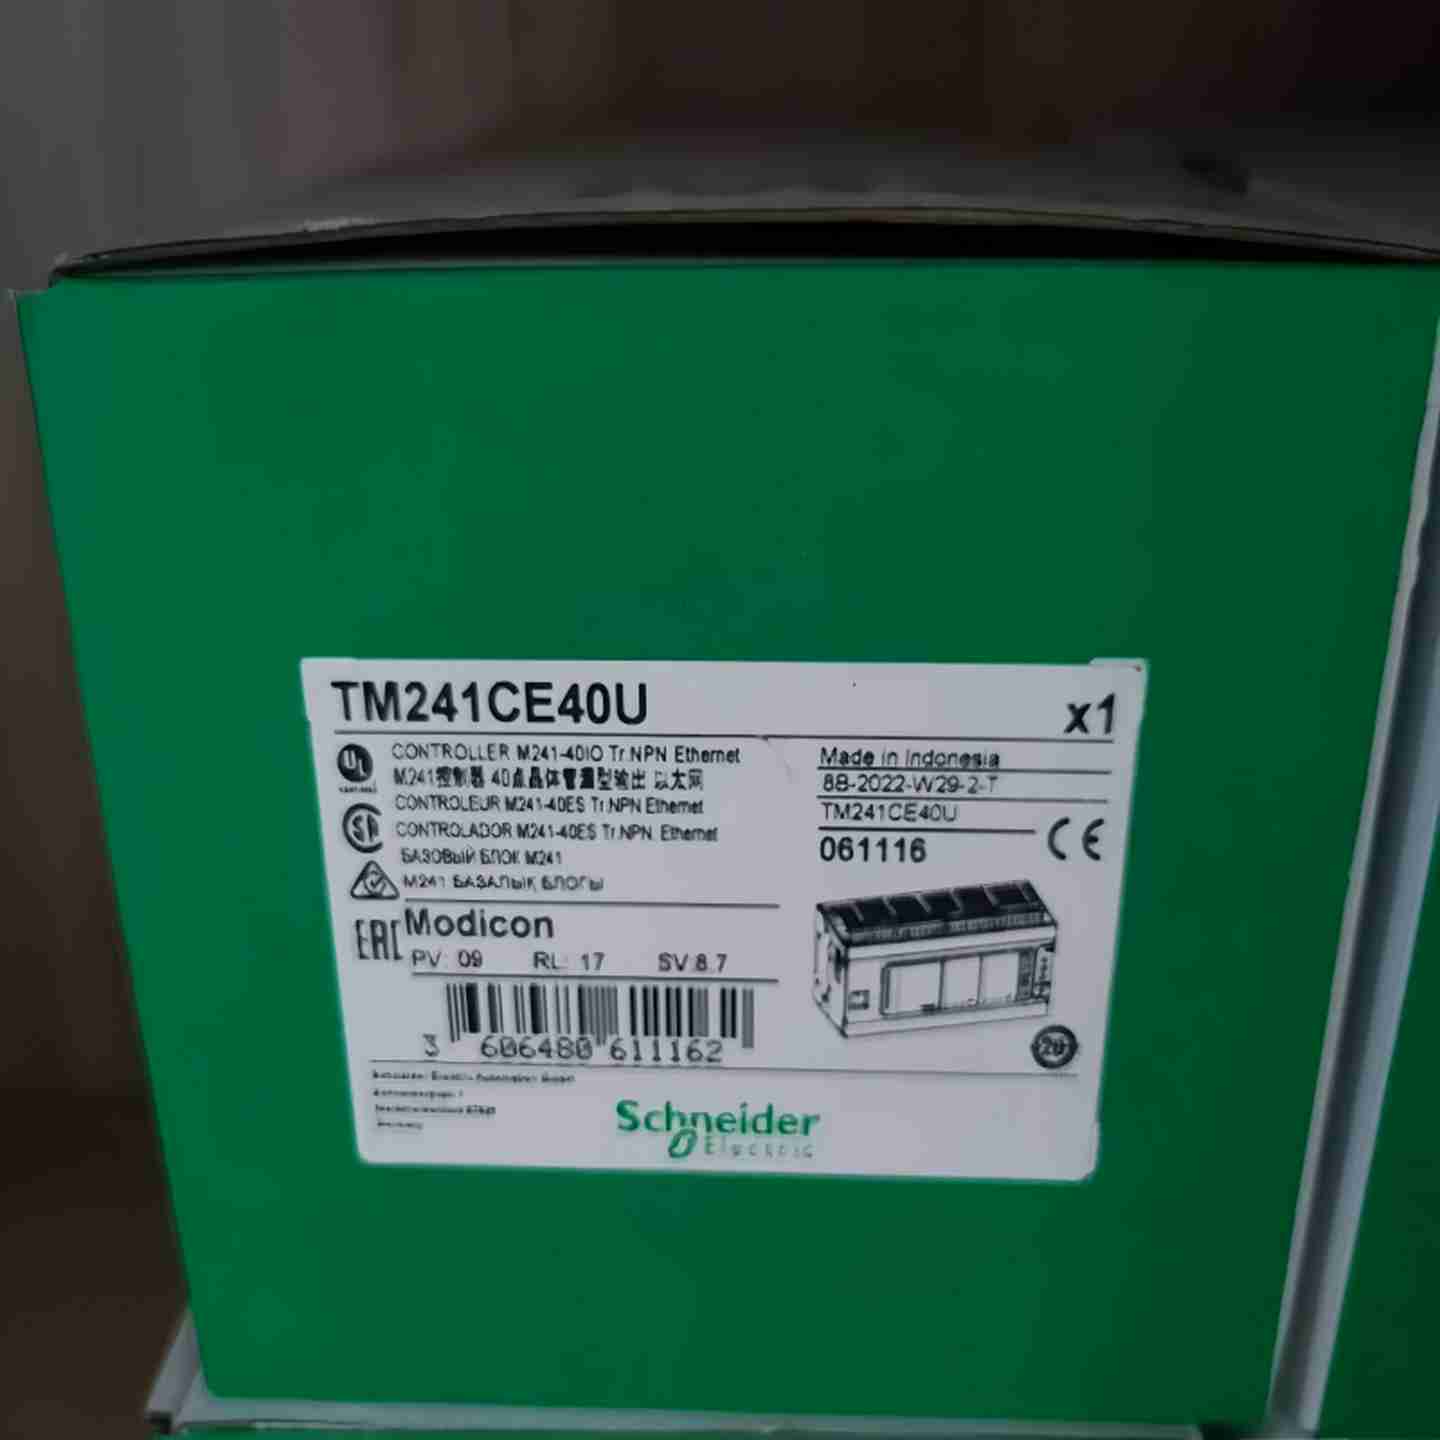 TM241CE40U
x1
CONTROLLER M241-40IO Tr.NPN Ethernet
M241控制器 40点晶体管漏型输出 以太网
CONTROLEUR M241-40ES Tr.NPN Ethernet
CONTROLADOR M241-40ES Tr.NPN Ethernet
БАЗОВЫЙ БЛОК M241
M241 БАЗАЛЫҚ БЛОГЫ
Made in Indonesia
8B-2022-W29-2-T
TM241CE40U
061116
CE
UL
EAC
Modicon
PV: 09 RL: 17 SV:8.7
3 606480 611162
20
Schneider
Electric